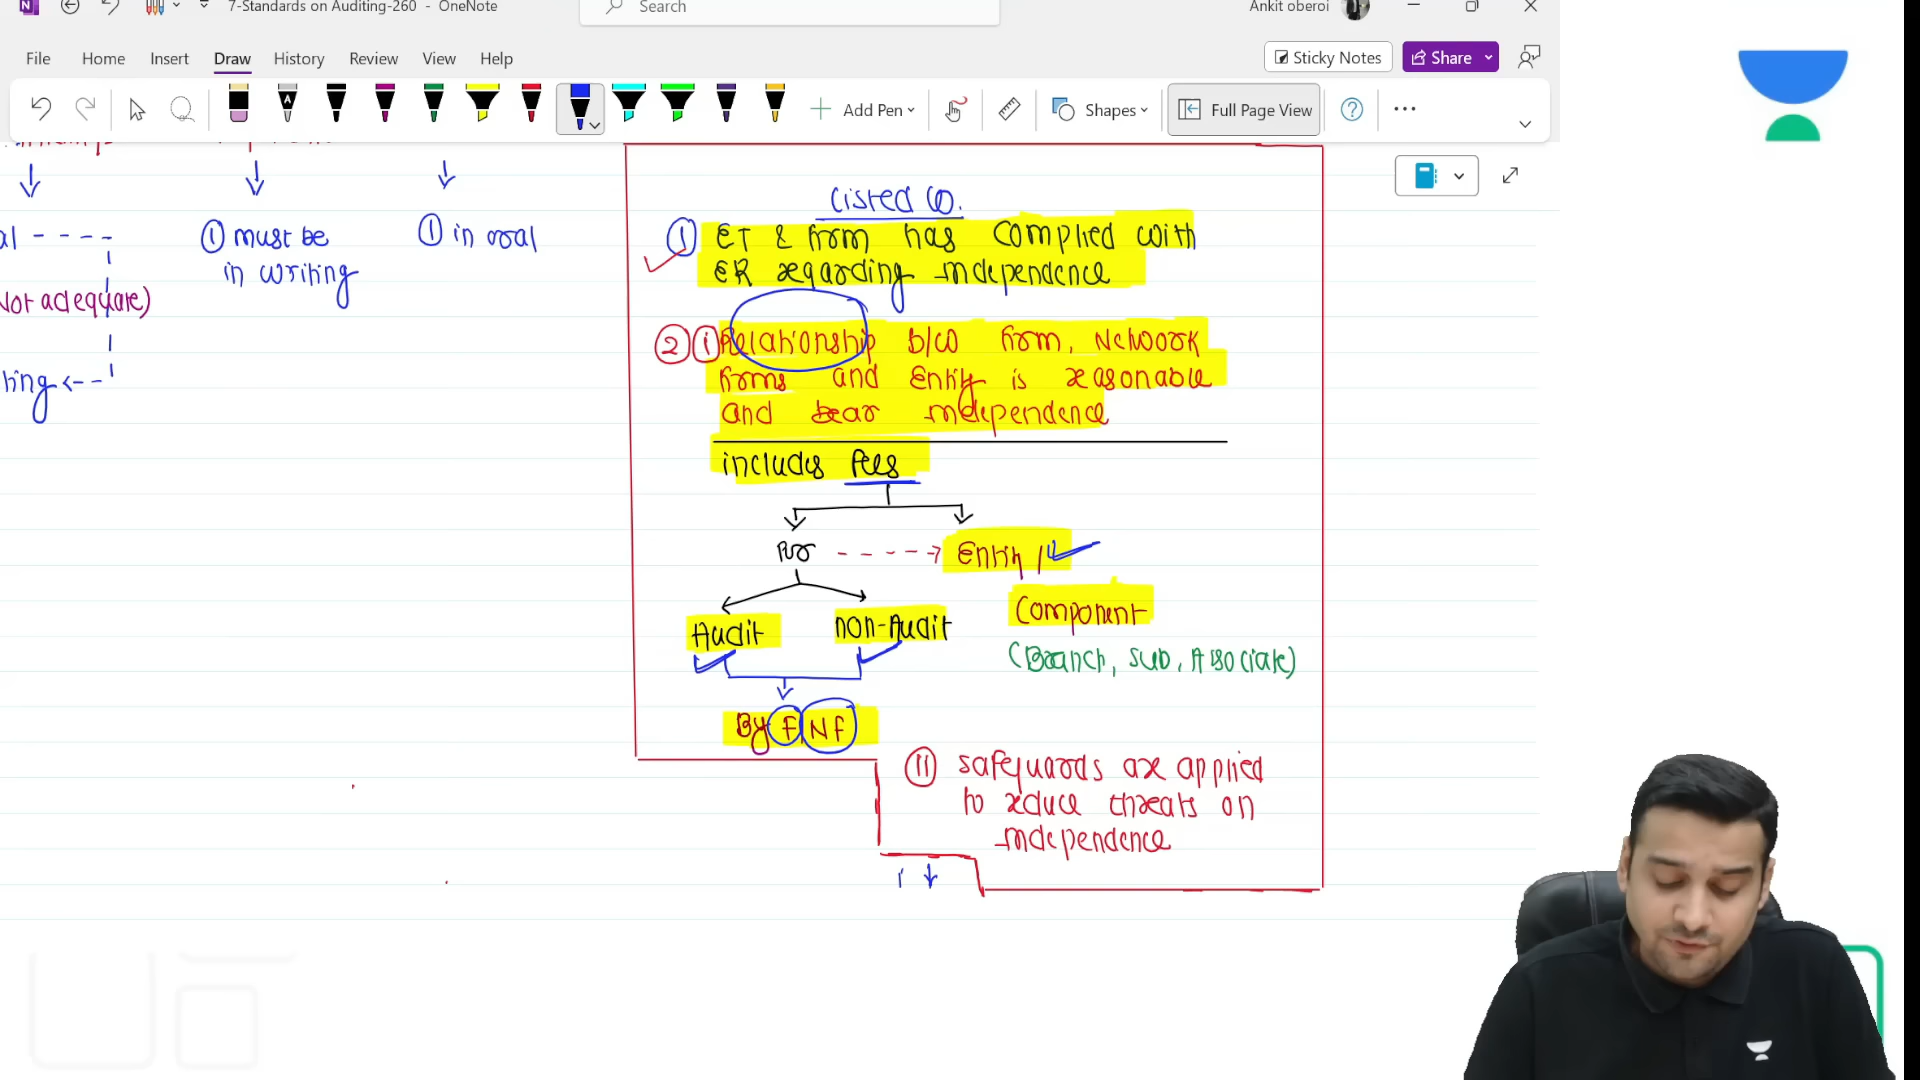 7-Standards on Auditing-260 - OneNote
Search
Ankit oberoi
File Home Insert Draw History Review View Help
Sticky Notes
Share
Add Pen
Shapes
Full Page View
...
① must be
in writing
① in oral
Not adequate)
Listed Co.
① ET & firm has complied with
ER regarding independence
② ⓘ Relationship b/w firm, Network
firms and Entity is reasonable
and bear independence
includes fees
for
Entity /
Component
(Branch, Sub, Associate)
Audit
non-Audit
By F NF
ⓘⓘ safeguards are applied
to reduce threats on
independence